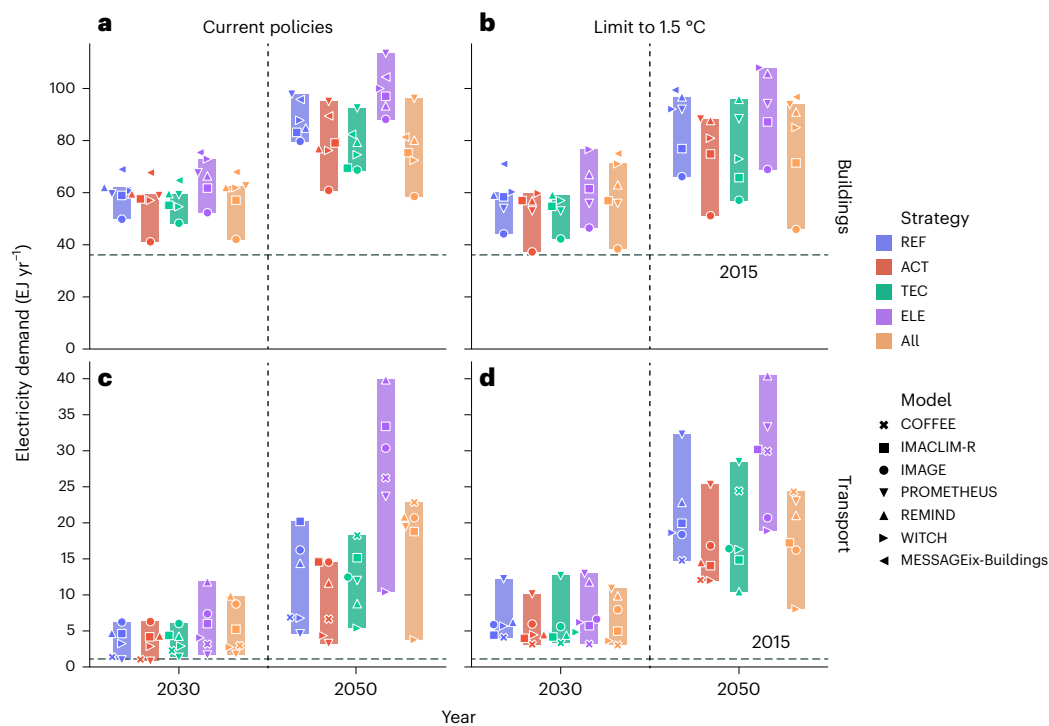 a
Current policies
b
Limit to 1.5 °C
Electricity demand (EJ yr⁻¹)
100
80
60
40
20
0
2015
Buildings
c
d
40
35
30
25
20
15
10
5
0
2015
Transport
2030
2050
2030
2050
Year
Strategy
REF
ACT
TEC
ELE
All
Model
COFFEE
IMACLIM-R
IMAGE
PROMETHEUS
REMIND
WITCH
MESSAGEix-Buildings